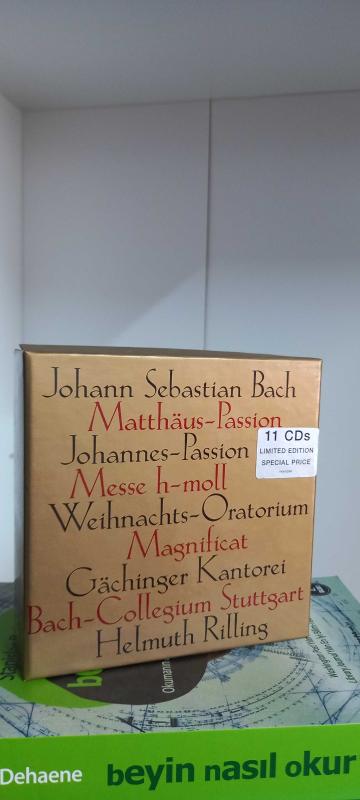 Johann Sebastian Bach
Matthäus-Passion
Johannes-Passion
Messe h-moll
Weihnachts-Oratorium
Magnificat
Gächinger Kantorei
Bach-Collegium Stuttgart
Helmuth Rilling
11 CDs
LIMITED EDITION
SPECIAL PRICE
Okumanın
Dehaene beyin nasıl okur